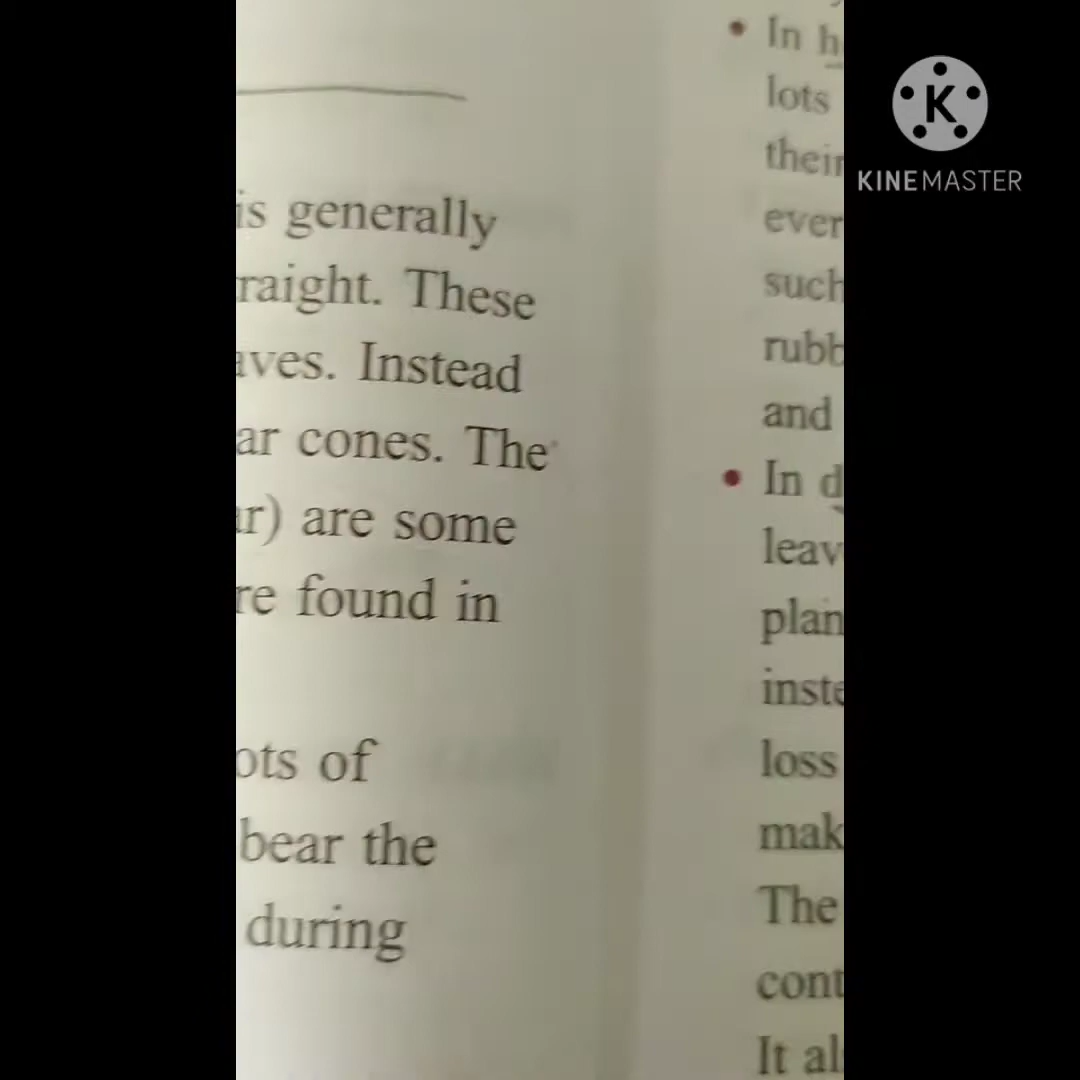 is generally
raight. These
aves. Instead
ar cones. The
ar) are some
re found in
ots of
bear the
during
In h
lots
their
ever
such
rubb
and
In d
leav
plan
inste
loss
mak
The
cont
It al
KINEMASTER